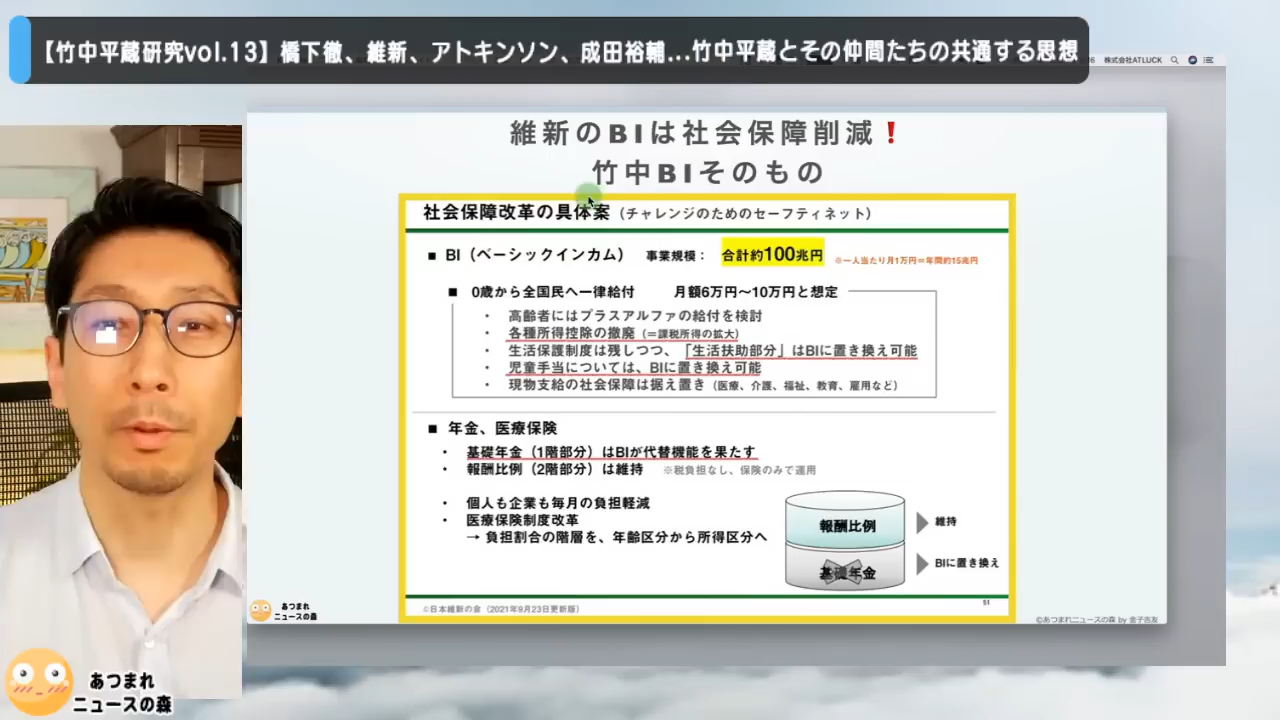 【竹中平蔵研究vol.13】橋下徹、維新、アトキンソン、成田裕輔...竹中平蔵とその仲間たちの共通する思想
株式会社ATLUCK
維新のBIは社会保障削減！
竹中BIそのもの
社会保障改革の具体案（チャレンジのためのセーフティネット）
■ BI（ベーシックインカム） 事業規模： 合計約100兆円 ※一人当たり月1万円＝年間約15兆円
■ 0歳から全国民へ一律給付 月額6万円～10万円と想定
・ 高齢者にはプラスアルファの給付を検討
・ 各種所得控除の撤廃（＝課税所得の拡大）
・ 生活保護制度は残しつつ、「生活扶助部分」はBIに置き換え可能
・ 児童手当については、BIに置き換え可能
・ 現物支給の社会保障は据え置き（医療、介護、福祉、教育、雇用など）
■ 年金、医療保険
・ 基礎年金（1階部分）はBIが代替機能を果たす
・ 報酬比例（2階部分）は維持 ※税負担なし、保険のみで運用
・ 個人も企業も毎月の負担軽減
・ 医療保険制度改革
→ 負担割合の階層を、年齢区分から所得区分へ
報酬比例 維持
基礎年金 BIに置き換え
©日本維新の会（2021年9月23日更新版）
51
あつまれ
ニュースの森
©あつまれニュースの森 by 金子吉友
あつまれ
ニュースの森